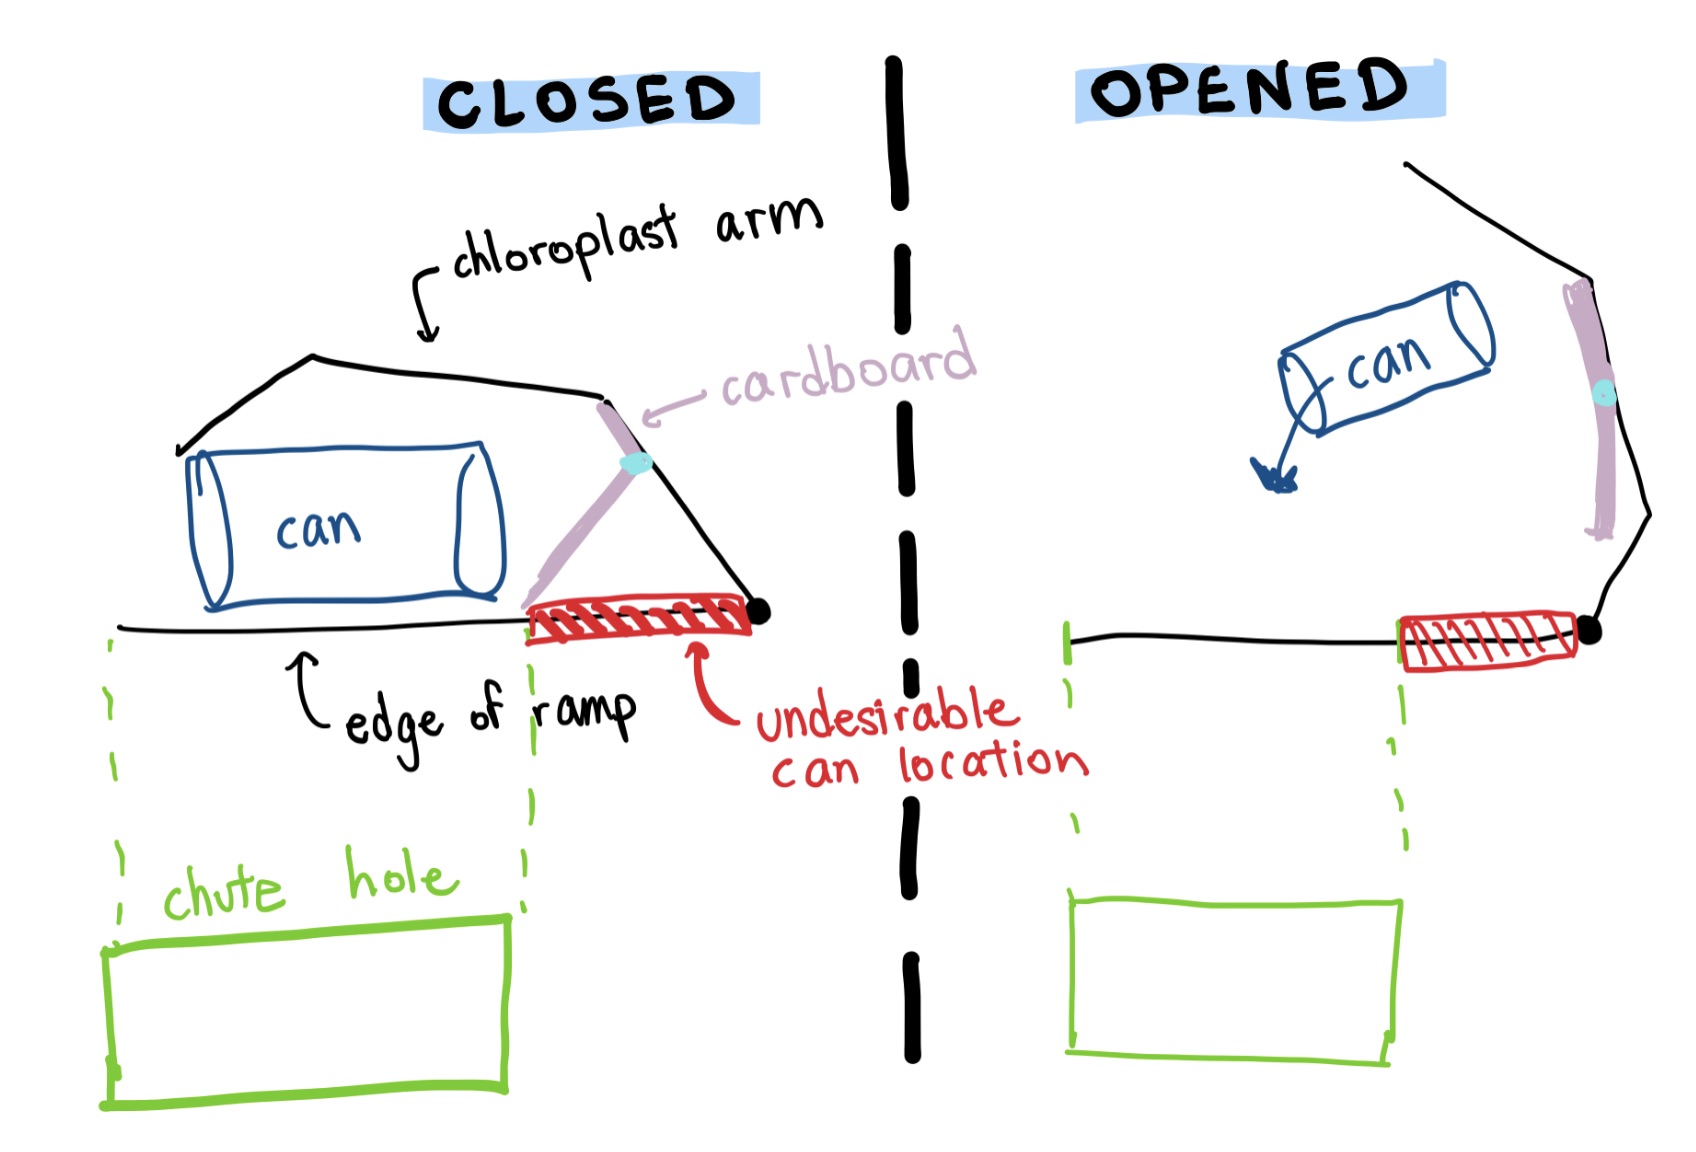 CLOSED
OPENED
chloroplast arm
cardboard
can
can
edge of ramp
undesirable
can location
chute hole